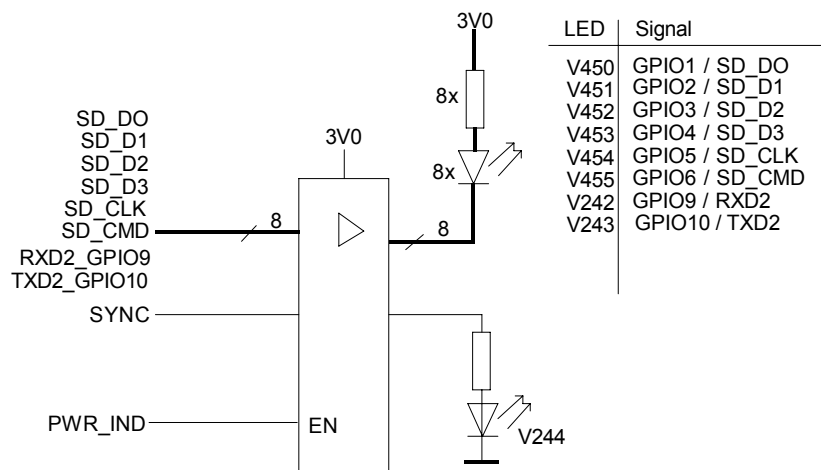 3V0
8x
8x
SD_DO
SD_D1
SD_D2
SD_D3
SD_CLK
SD_CMD
RXD2_GPIO9
TXD2_GPIO10
SYNC
PWR_IND
3V0
8
8
EN
V244
LED Signal
V450 GPIO1 / SD_DO
V451 GPIO2 / SD_D1
V452 GPIO3 / SD_D2
V453 GPIO4 / SD_D3
V454 GPIO5 / SD_CLK
V455 GPIO6 / SD_CMD
V242 GPIO9 / RXD2
V243 GPIO10 / TXD2